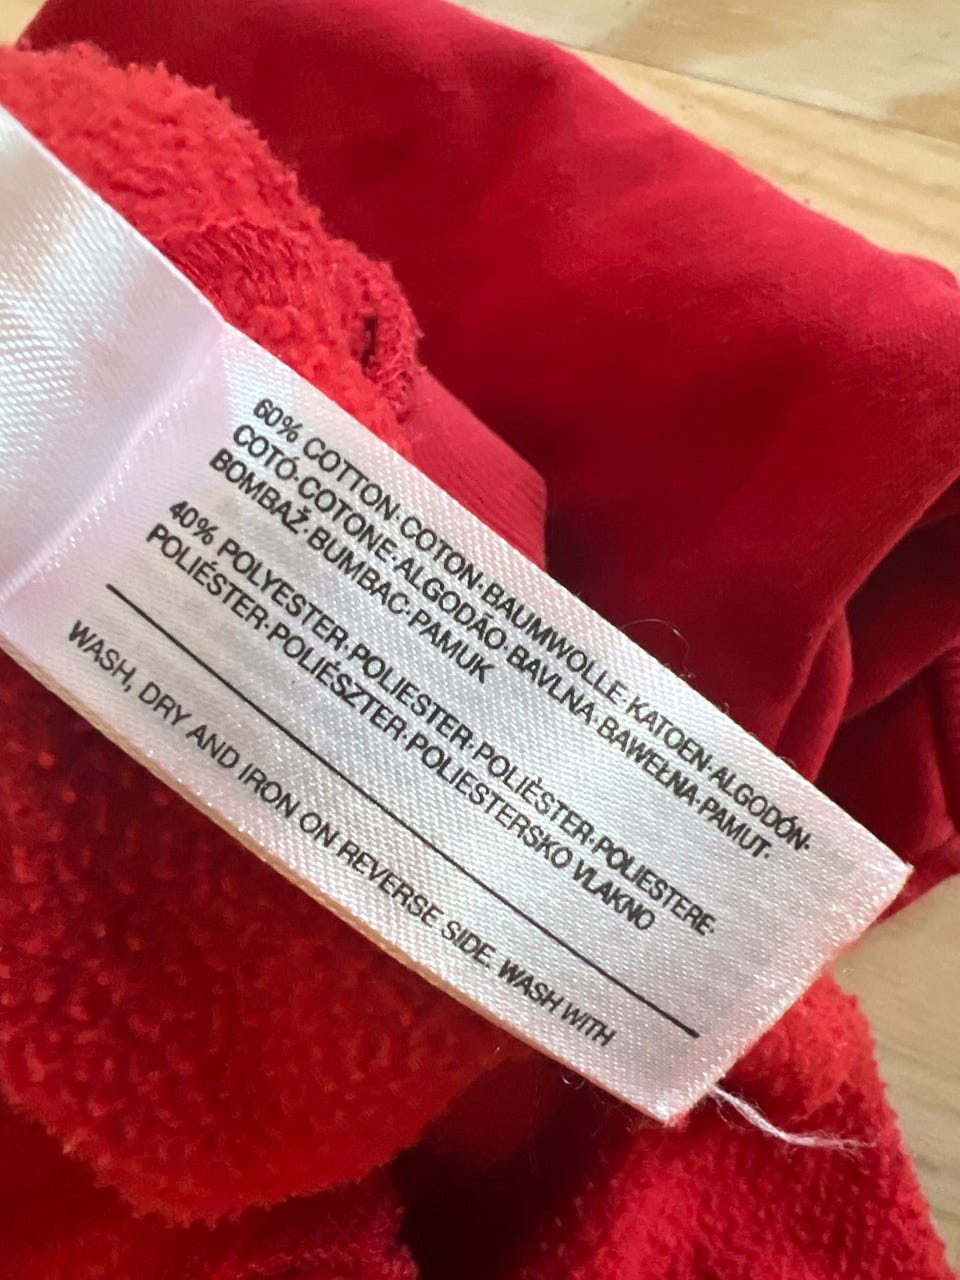 60% COTTON·COTON·BAUMWOLLE·KATOEN·ALGODÓN·
COTÓ·COTONE·ALGODÃO·BAVLNA·BAWEŁNA·PAMUT·
BOMBAŽ·BUMBAC·PAMUK
40% POLYESTER·POLIESTER·POLIÉSTER·POLIESTERE·
POLIÉSTER·POLIÉSZTER·POLIESTERSKO VLAKNO
WASH, DRY AND IRON ON REVERSE SIDE. WASH WITH